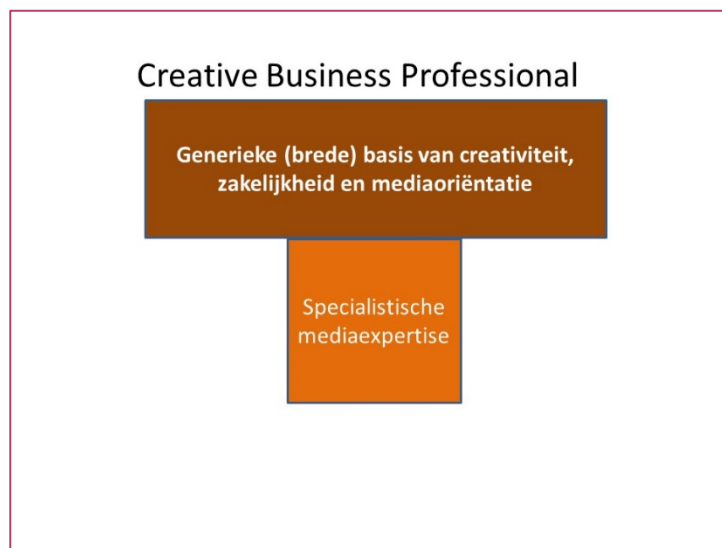 Creative Business Professional
Generieke (brede) basis van creativiteit,
zakelijkheid en mediaoriëntatie
Specialistische
mediaexpertise